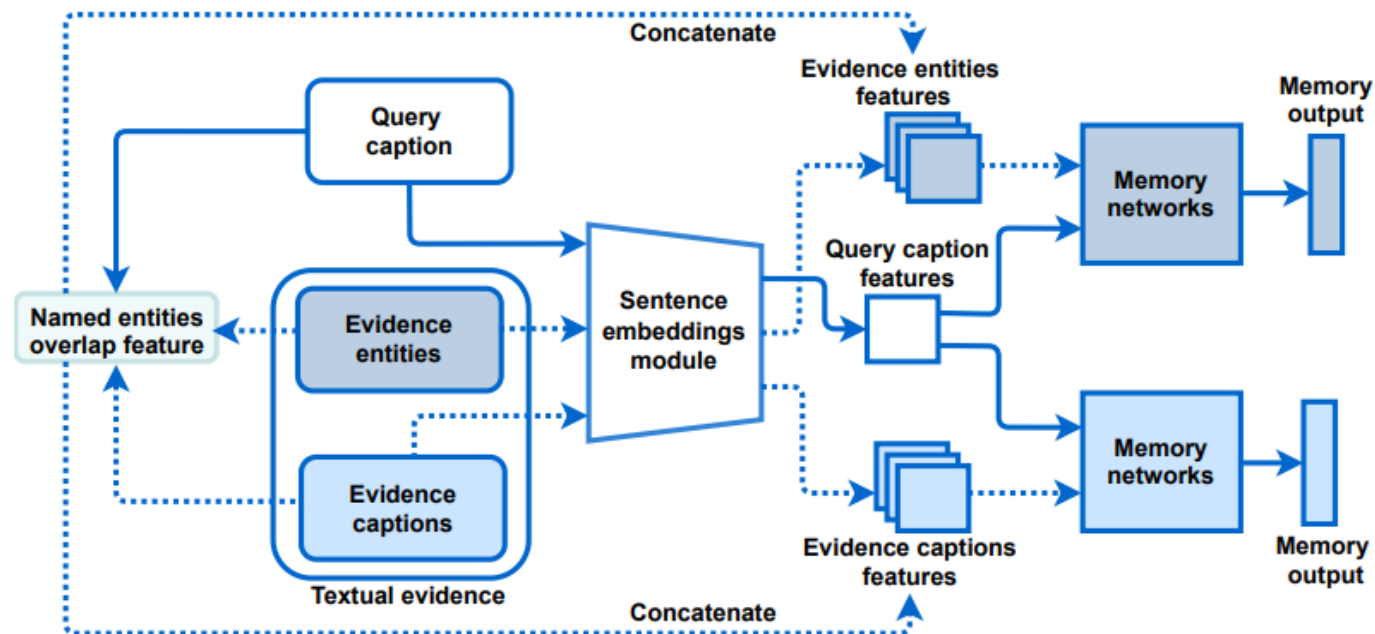 Concatenate
Evidence entities
features
Memory
output
Query
caption
Memory
networks
Query caption
features
Named entities
overlap feature
Evidence
entities
Sentence
embeddings
module
Evidence
captions
Memory
networks
Evidence captions
features
Memory
output
Textual evidence
Concatenate